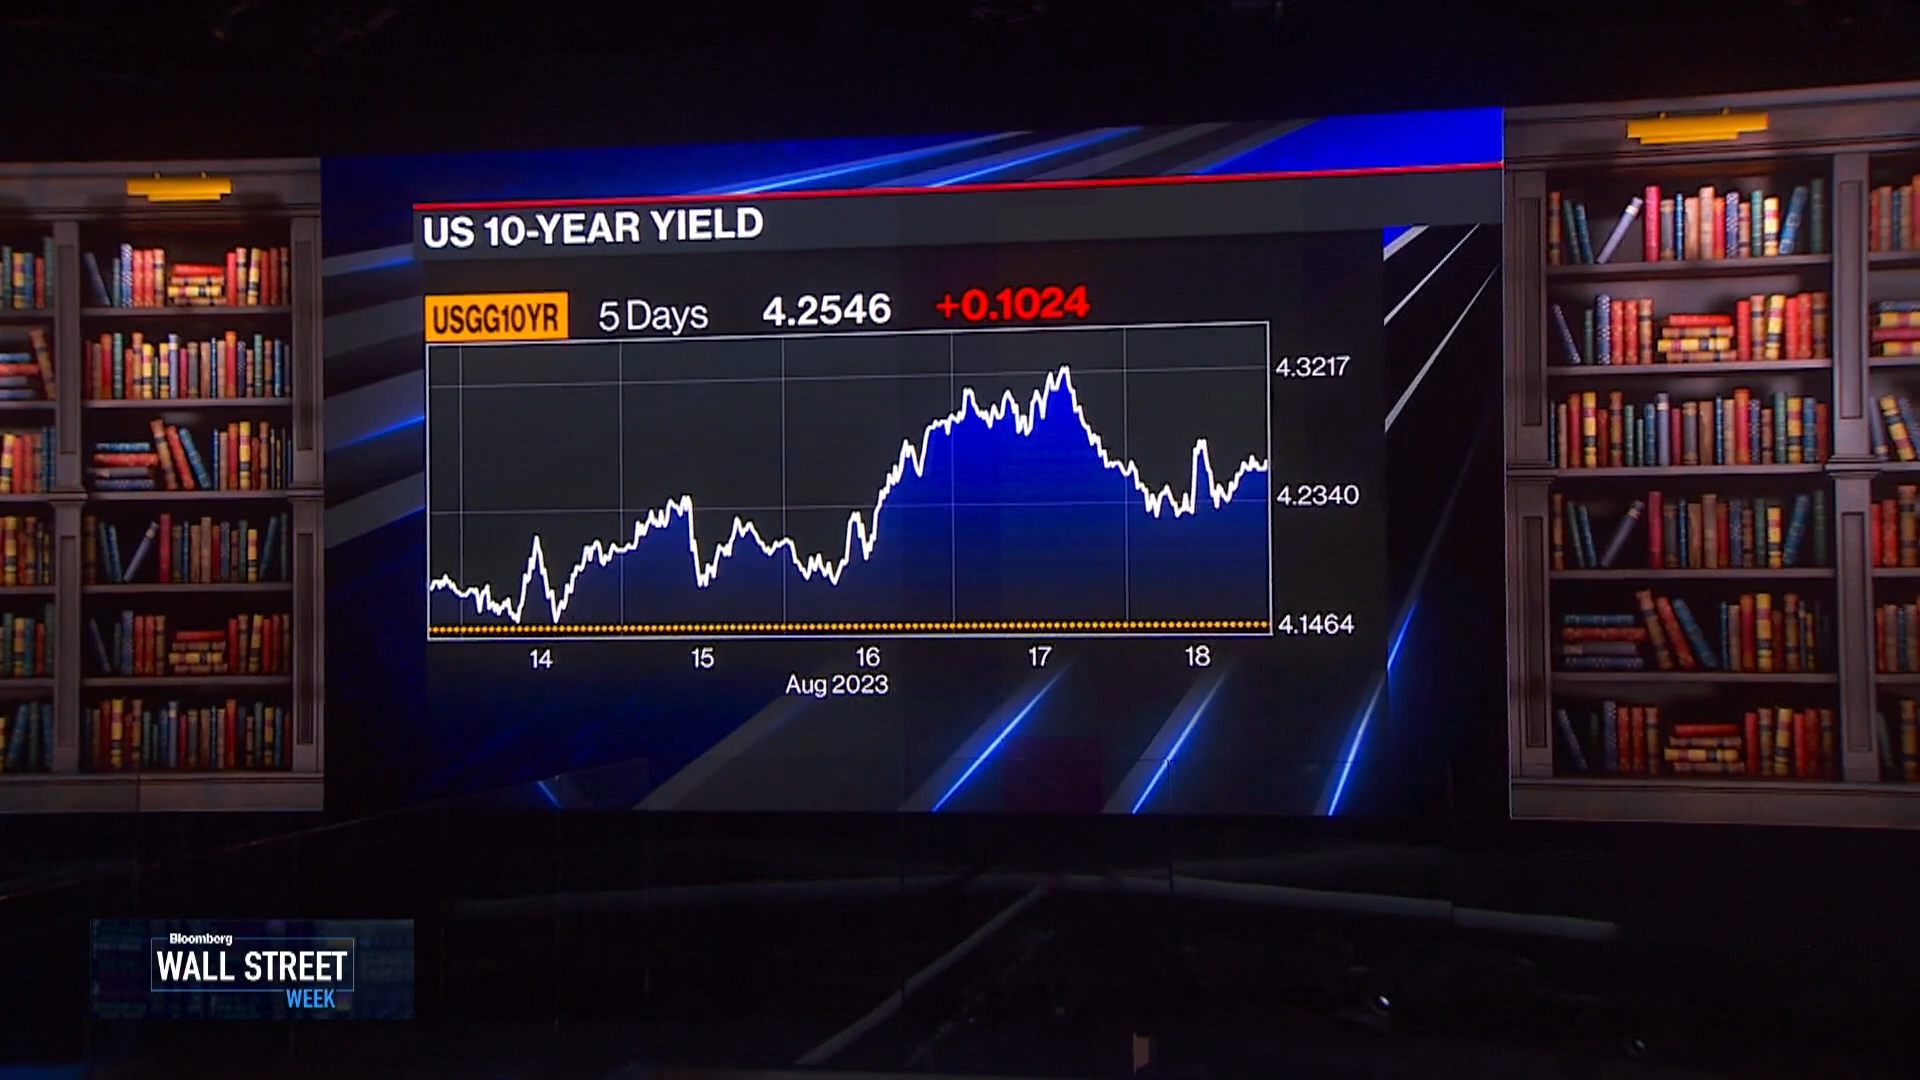 US 10-YEAR YIELD
USGG10YR 5 Days 4.2546 +0.1024
4.3217
4.2340
4.1464
14 15 16 17 18
Aug 2023
Bloomberg
WALL STREET
WEEK